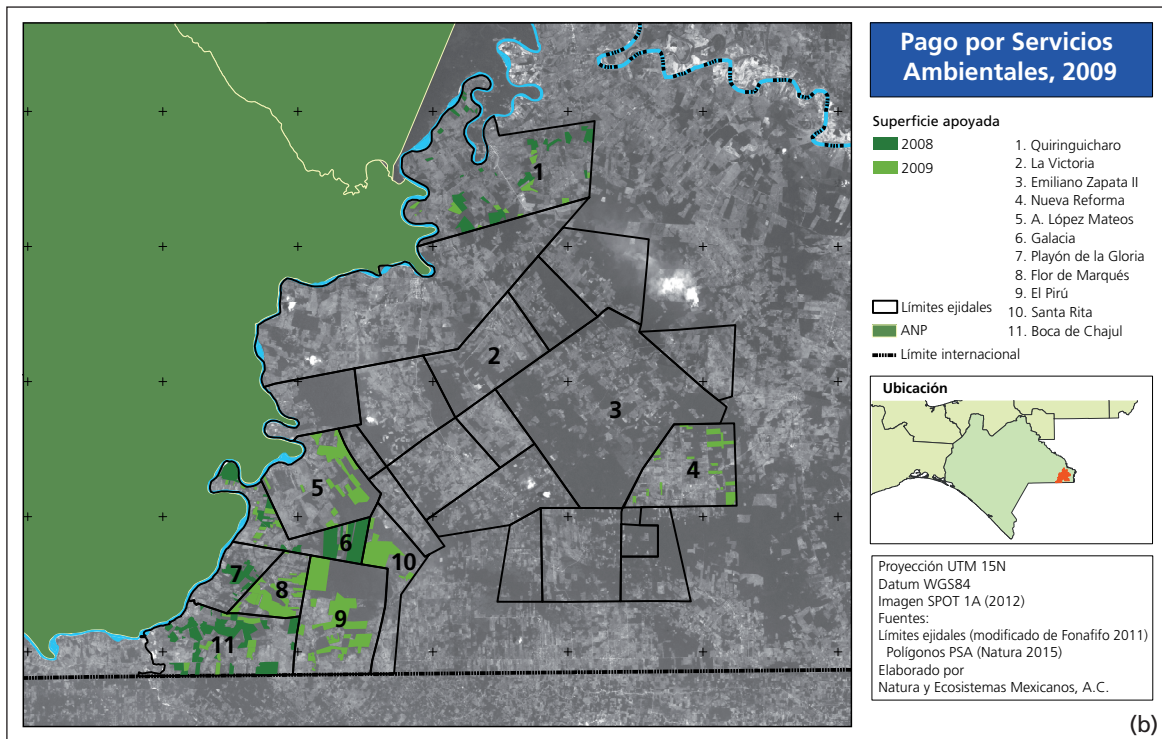 Pago por Servicios
Ambientales, 2009
Superficie apoyada
2008
2009
1. Quiringuicharo
2. La Victoria
3. Emiliano Zapata II
4. Nueva Reforma
5. A. López Mateos
6. Galacia
7. Playón de la Gloria
8. Flor de Marqués
9. El Pirú
10. Santa Rita
11. Boca de Chajul
Límites ejidales
ANP
Límite internacional
Ubicación
Proyección UTM 15N
Datum WGS84
Imagen SPOT 1A (2012)
Fuentes:
Límites ejidales (modificado de Fonafifo 2011)
Polígonos PSA (Natura 2015)
Elaborado por
Natura y Ecosistemas Mexicanos, A.C.
(b)
1
2
3
4
5
6
10
7
8
9
11